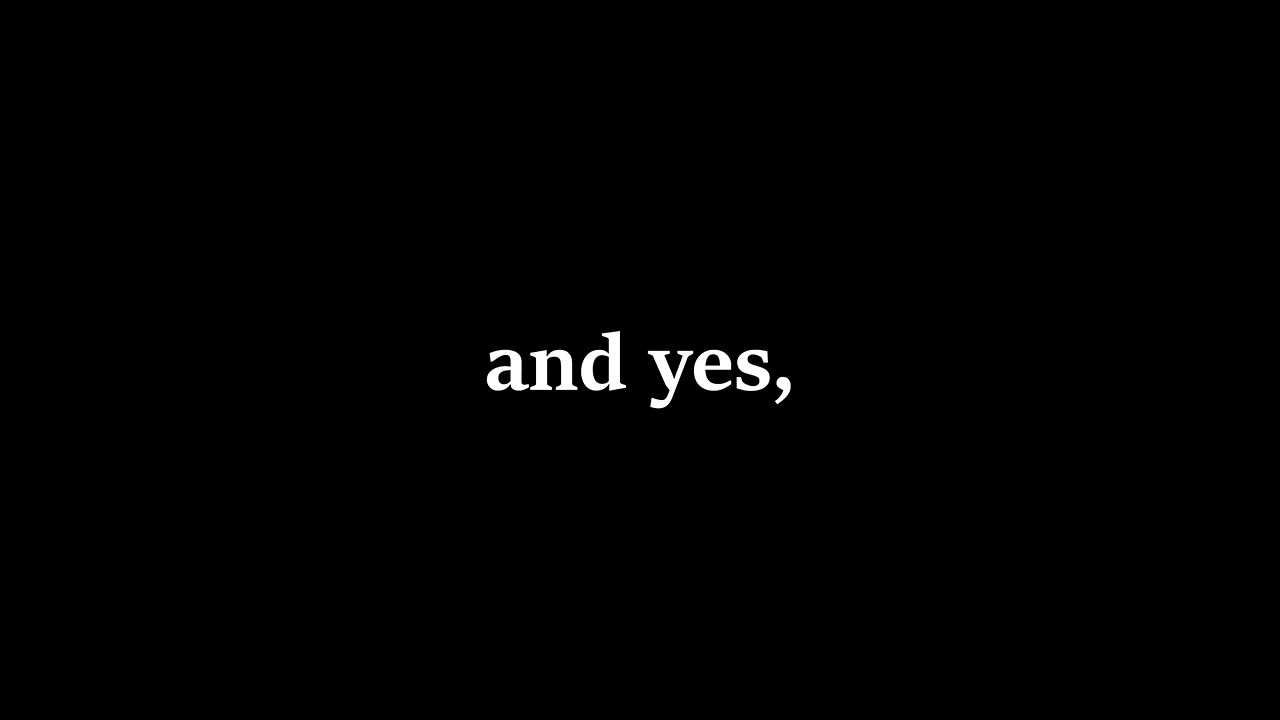 and yes,